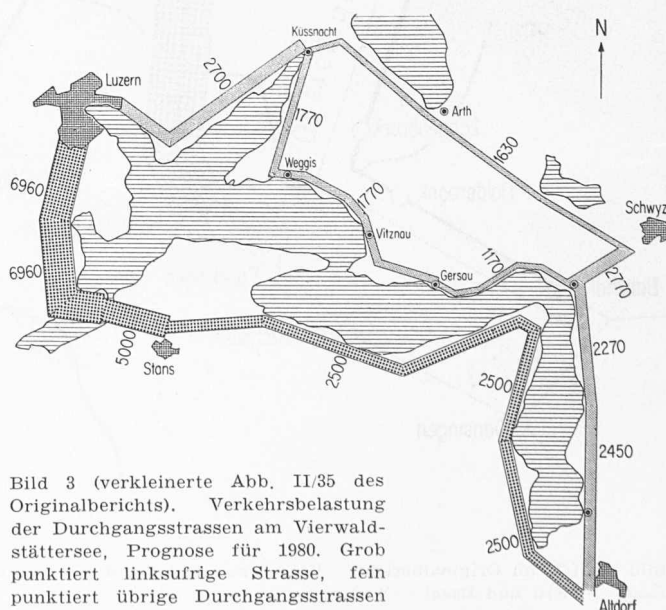 Küssnacht
N
Luzern
2700
Arth
1770
1630
Weggis
6960
1770
Schwyz
Vitznau
1170
2770
6960
Gersau
2270
5000
Stans
2500
2500
2450
2500
Altdorf
Bild 3 (verkleinerte Abb. II/35 des
Originalberichts). Verkehrsbelastung
der Durchgangsstrassen am Vierwald-
stättersee, Prognose für 1980. Grob
punktiert linksufrige Strasse, fein
punktiert übrige Durchgangsstrassen